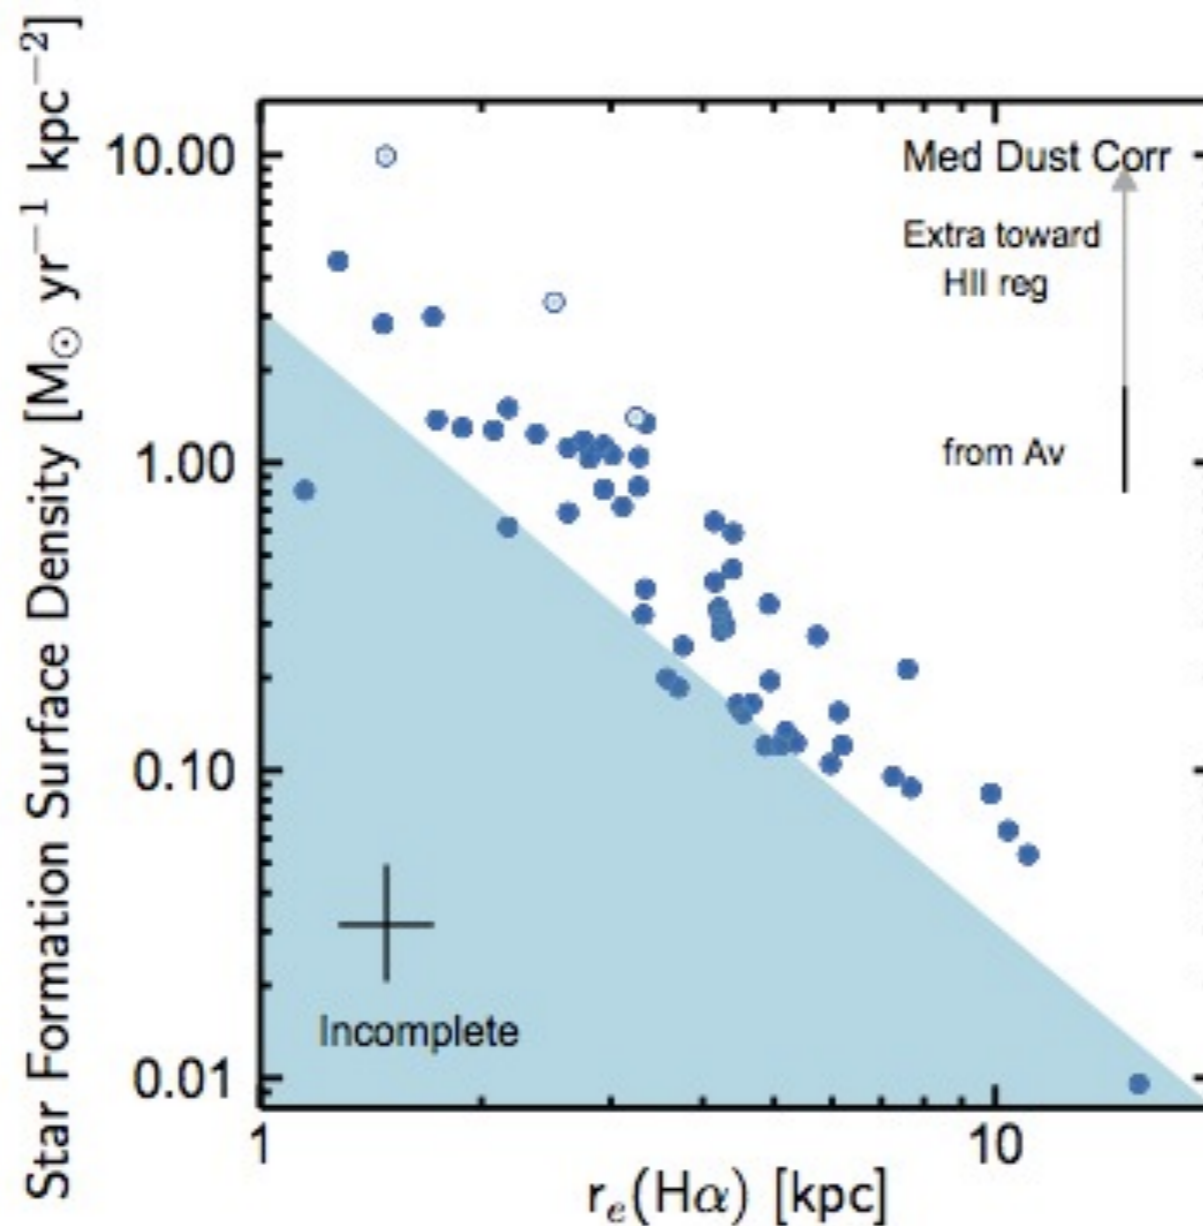 Star Formation Surface Density [M⊙ yr⁻¹ kpc⁻²]
10.00
1.00
0.10
0.01
Med Dust Corr
Extra toward
HII reg
from Av
Incomplete
1
10
rₑ(Hα) [kpc]